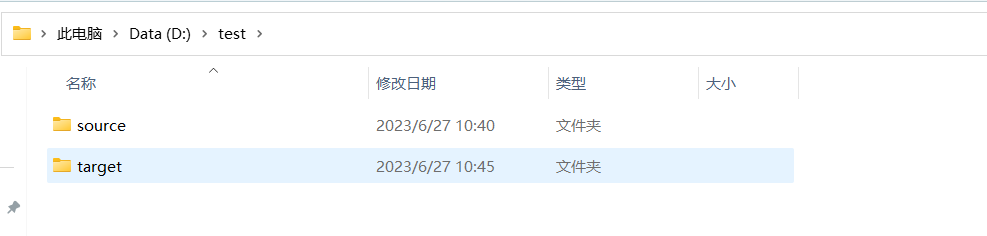 此电脑 > Data (D:) > test >
名称 修改日期 类型 大小
source 2023/6/27 10:40 文件夹
target 2023/6/27 10:45 文件夹